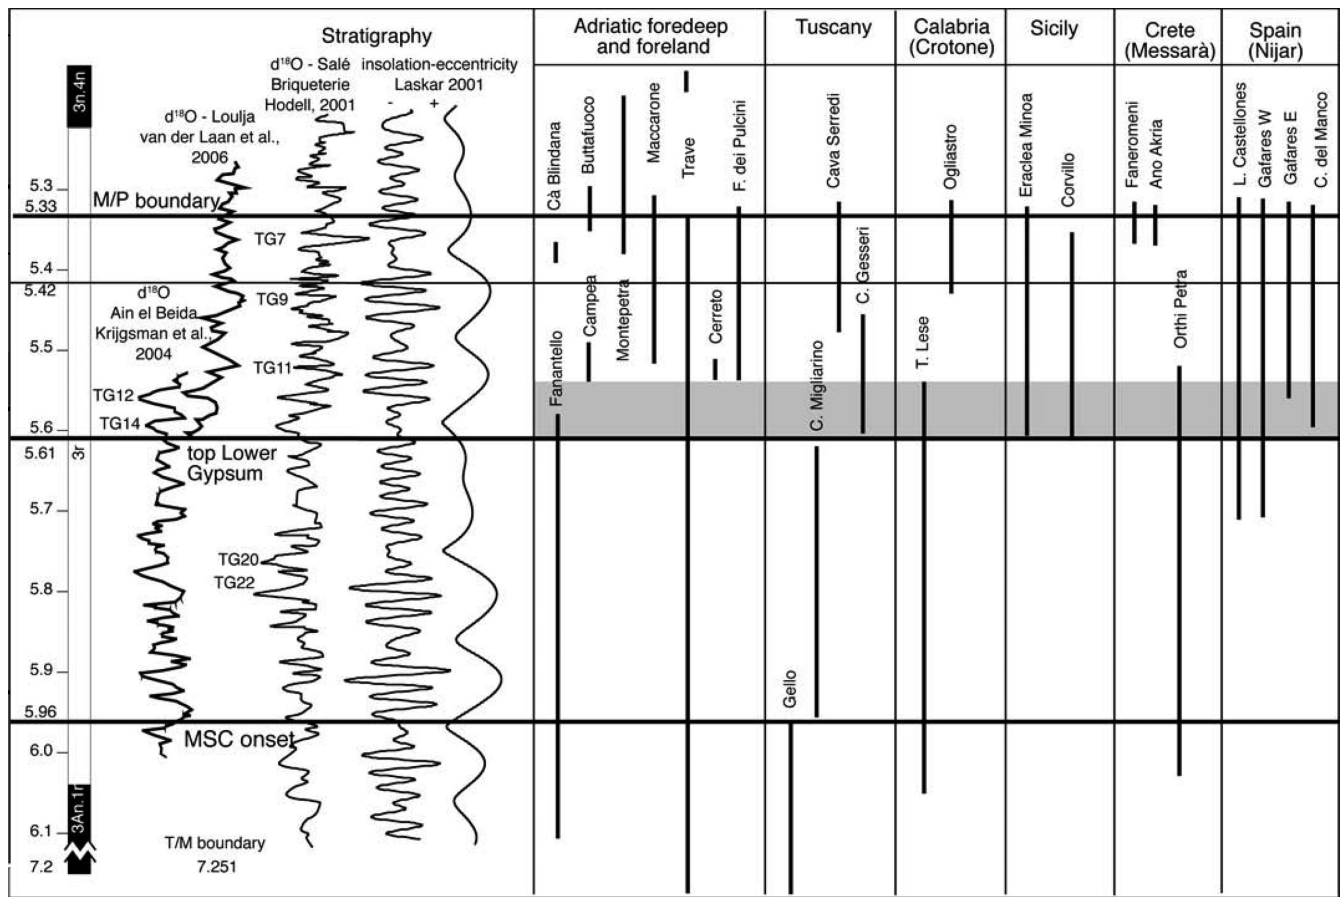 Stratigraphy
Adriatic foredeep
and foreland
Tuscany
Calabria
(Crotone)
Sicily
Crete
(Messarà)
Spain
(Nijar)
d18O - Salé
Briqueterie
Hodell, 2001
insolation-eccentricity
Laskar 2001
- +
d18O - Loulja
van der Laan et al.,
2006
3n.4n
5.3
M/P boundary
5.33
TG7
5.4
5.42
TG9
d18O
Ain el Beida
Krijgsman et al.,
2004
5.5
TG11
TG12
TG14
5.6
5.61
3r
top Lower
Gypsum
5.7
TG20
TG22
5.8
5.9
5.96
MSC onset
6.0
3An.1r
6.1
T/M boundary
7.2
7.251
Cà Blindana
Buttafuoco
Maccarone
Trave
F. dei Pulcini
Campea
Montepetra
Cerreto
Fanantello
Cava Serredi
C. Gesseri
C. Migliarino
Gello
Ogliastro
T. Lese
Eraclea Minoa
Corvillo
Faneromeni
Ano Akria
Orthi Petra
L. Castellones
Gafares W
Gafares E
C. del Manco